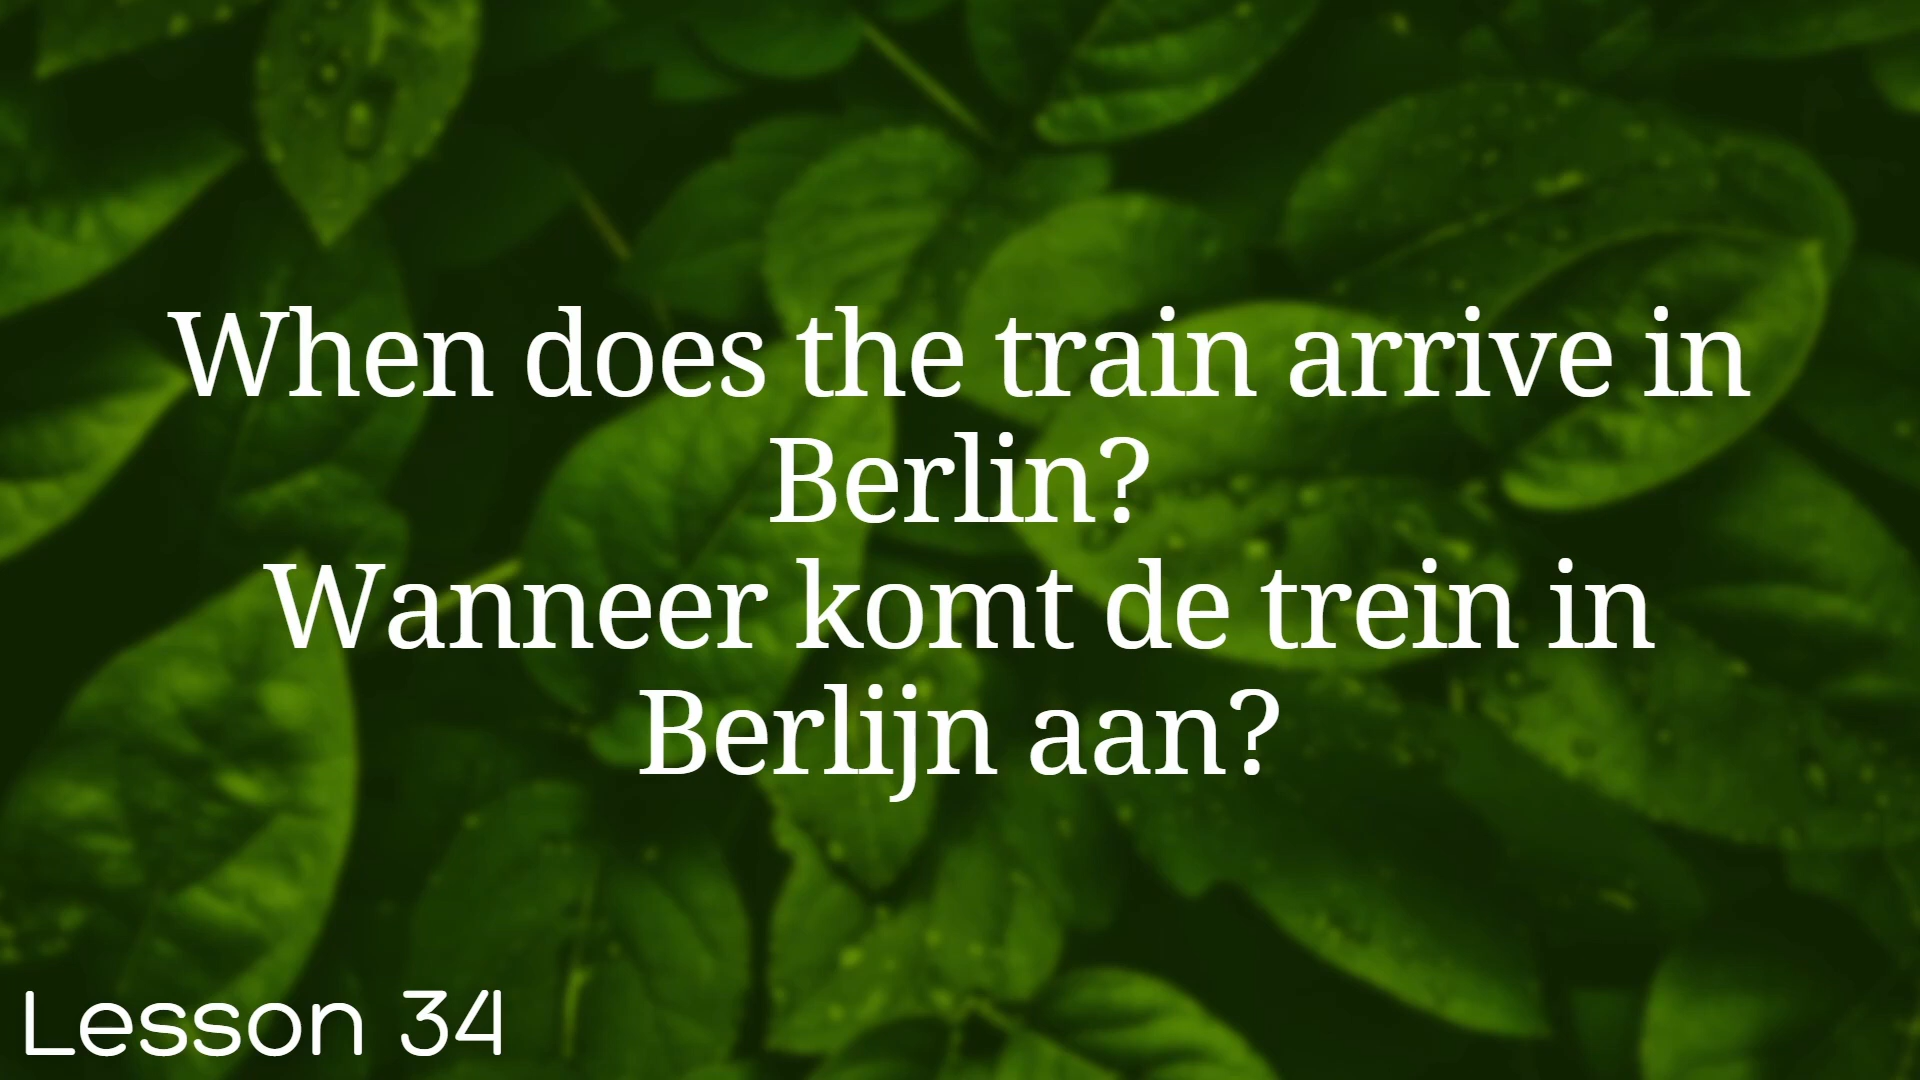 When does the train arrive in
Berlin?
Wanneer komt de trein in
Berlijn aan?
Lesson 34